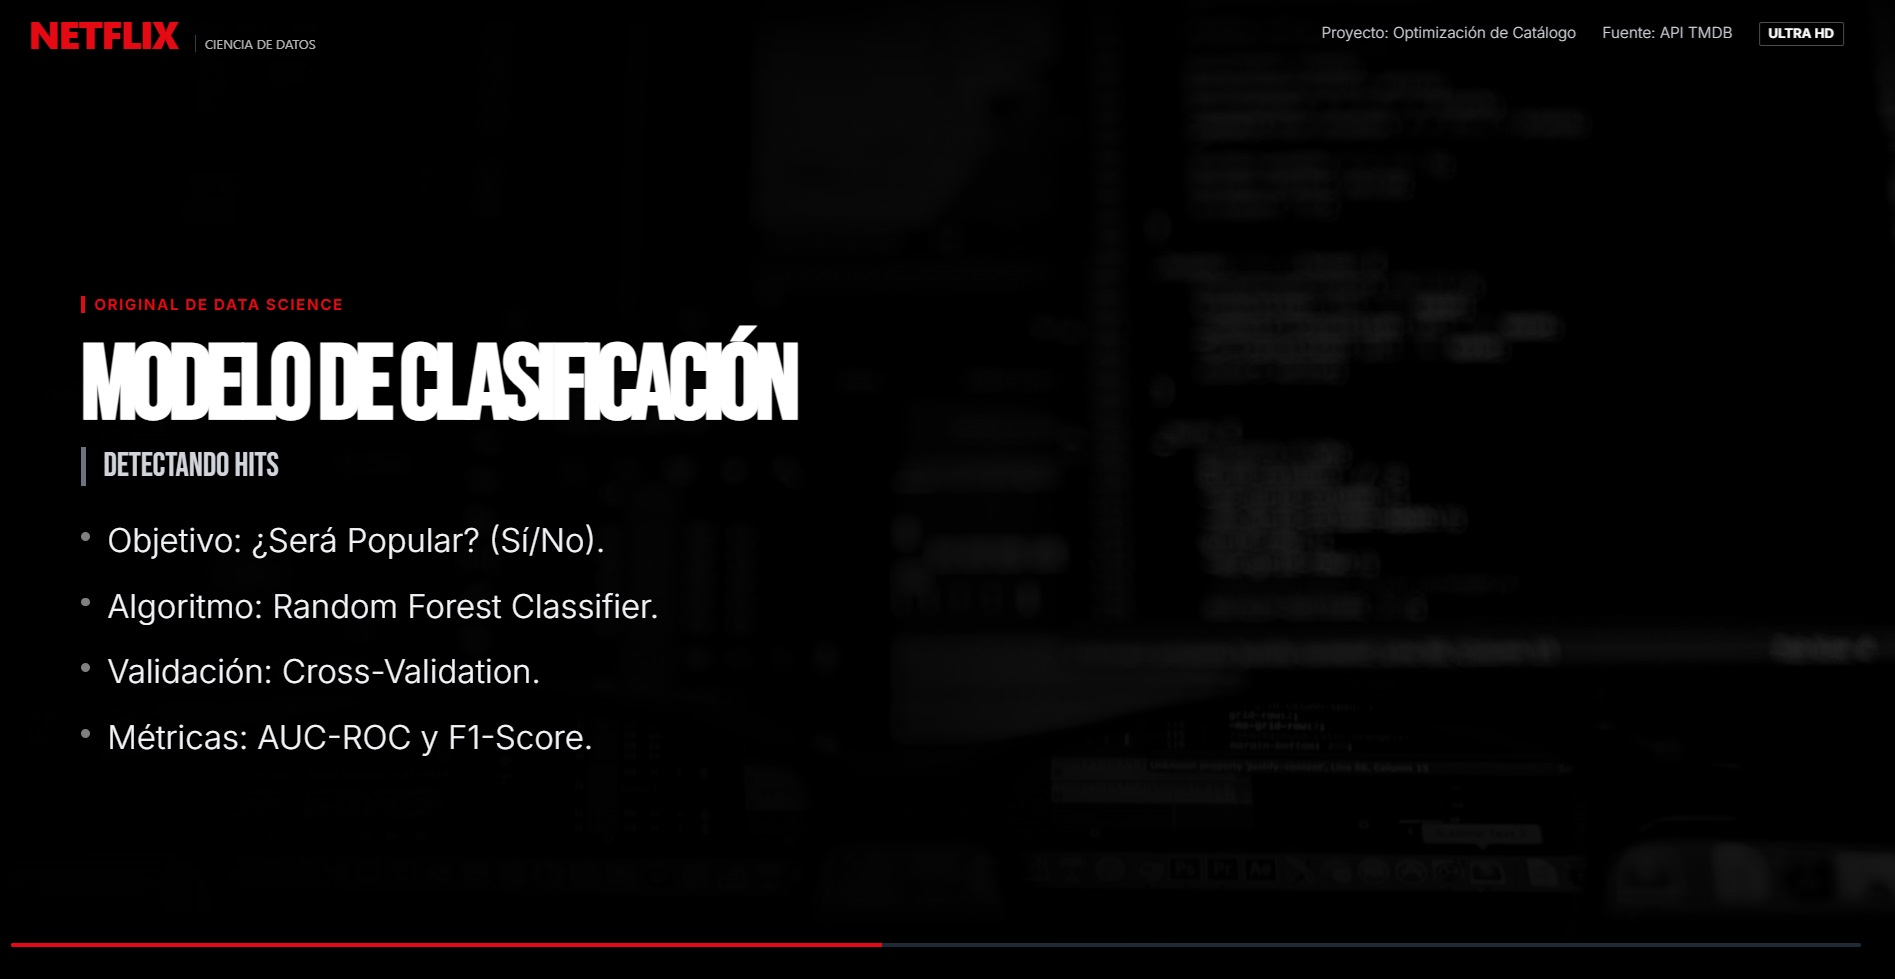 NETFLIX
CIENCIA DE DATOS
Proyecto: Optimización de Catálogo
Fuente: API TMDB
ULTRA HD
ORIGINAL DE DATA SCIENCE
MODELO DE CLASIFICACIÓN
DETECTANDO HITS
• Objetivo: ¿Será Popular? (Sí/No).
• Algoritmo: Random Forest Classifier.
• Validación: Cross-Validation.
• Métricas: AUC-ROC y F1-Score.